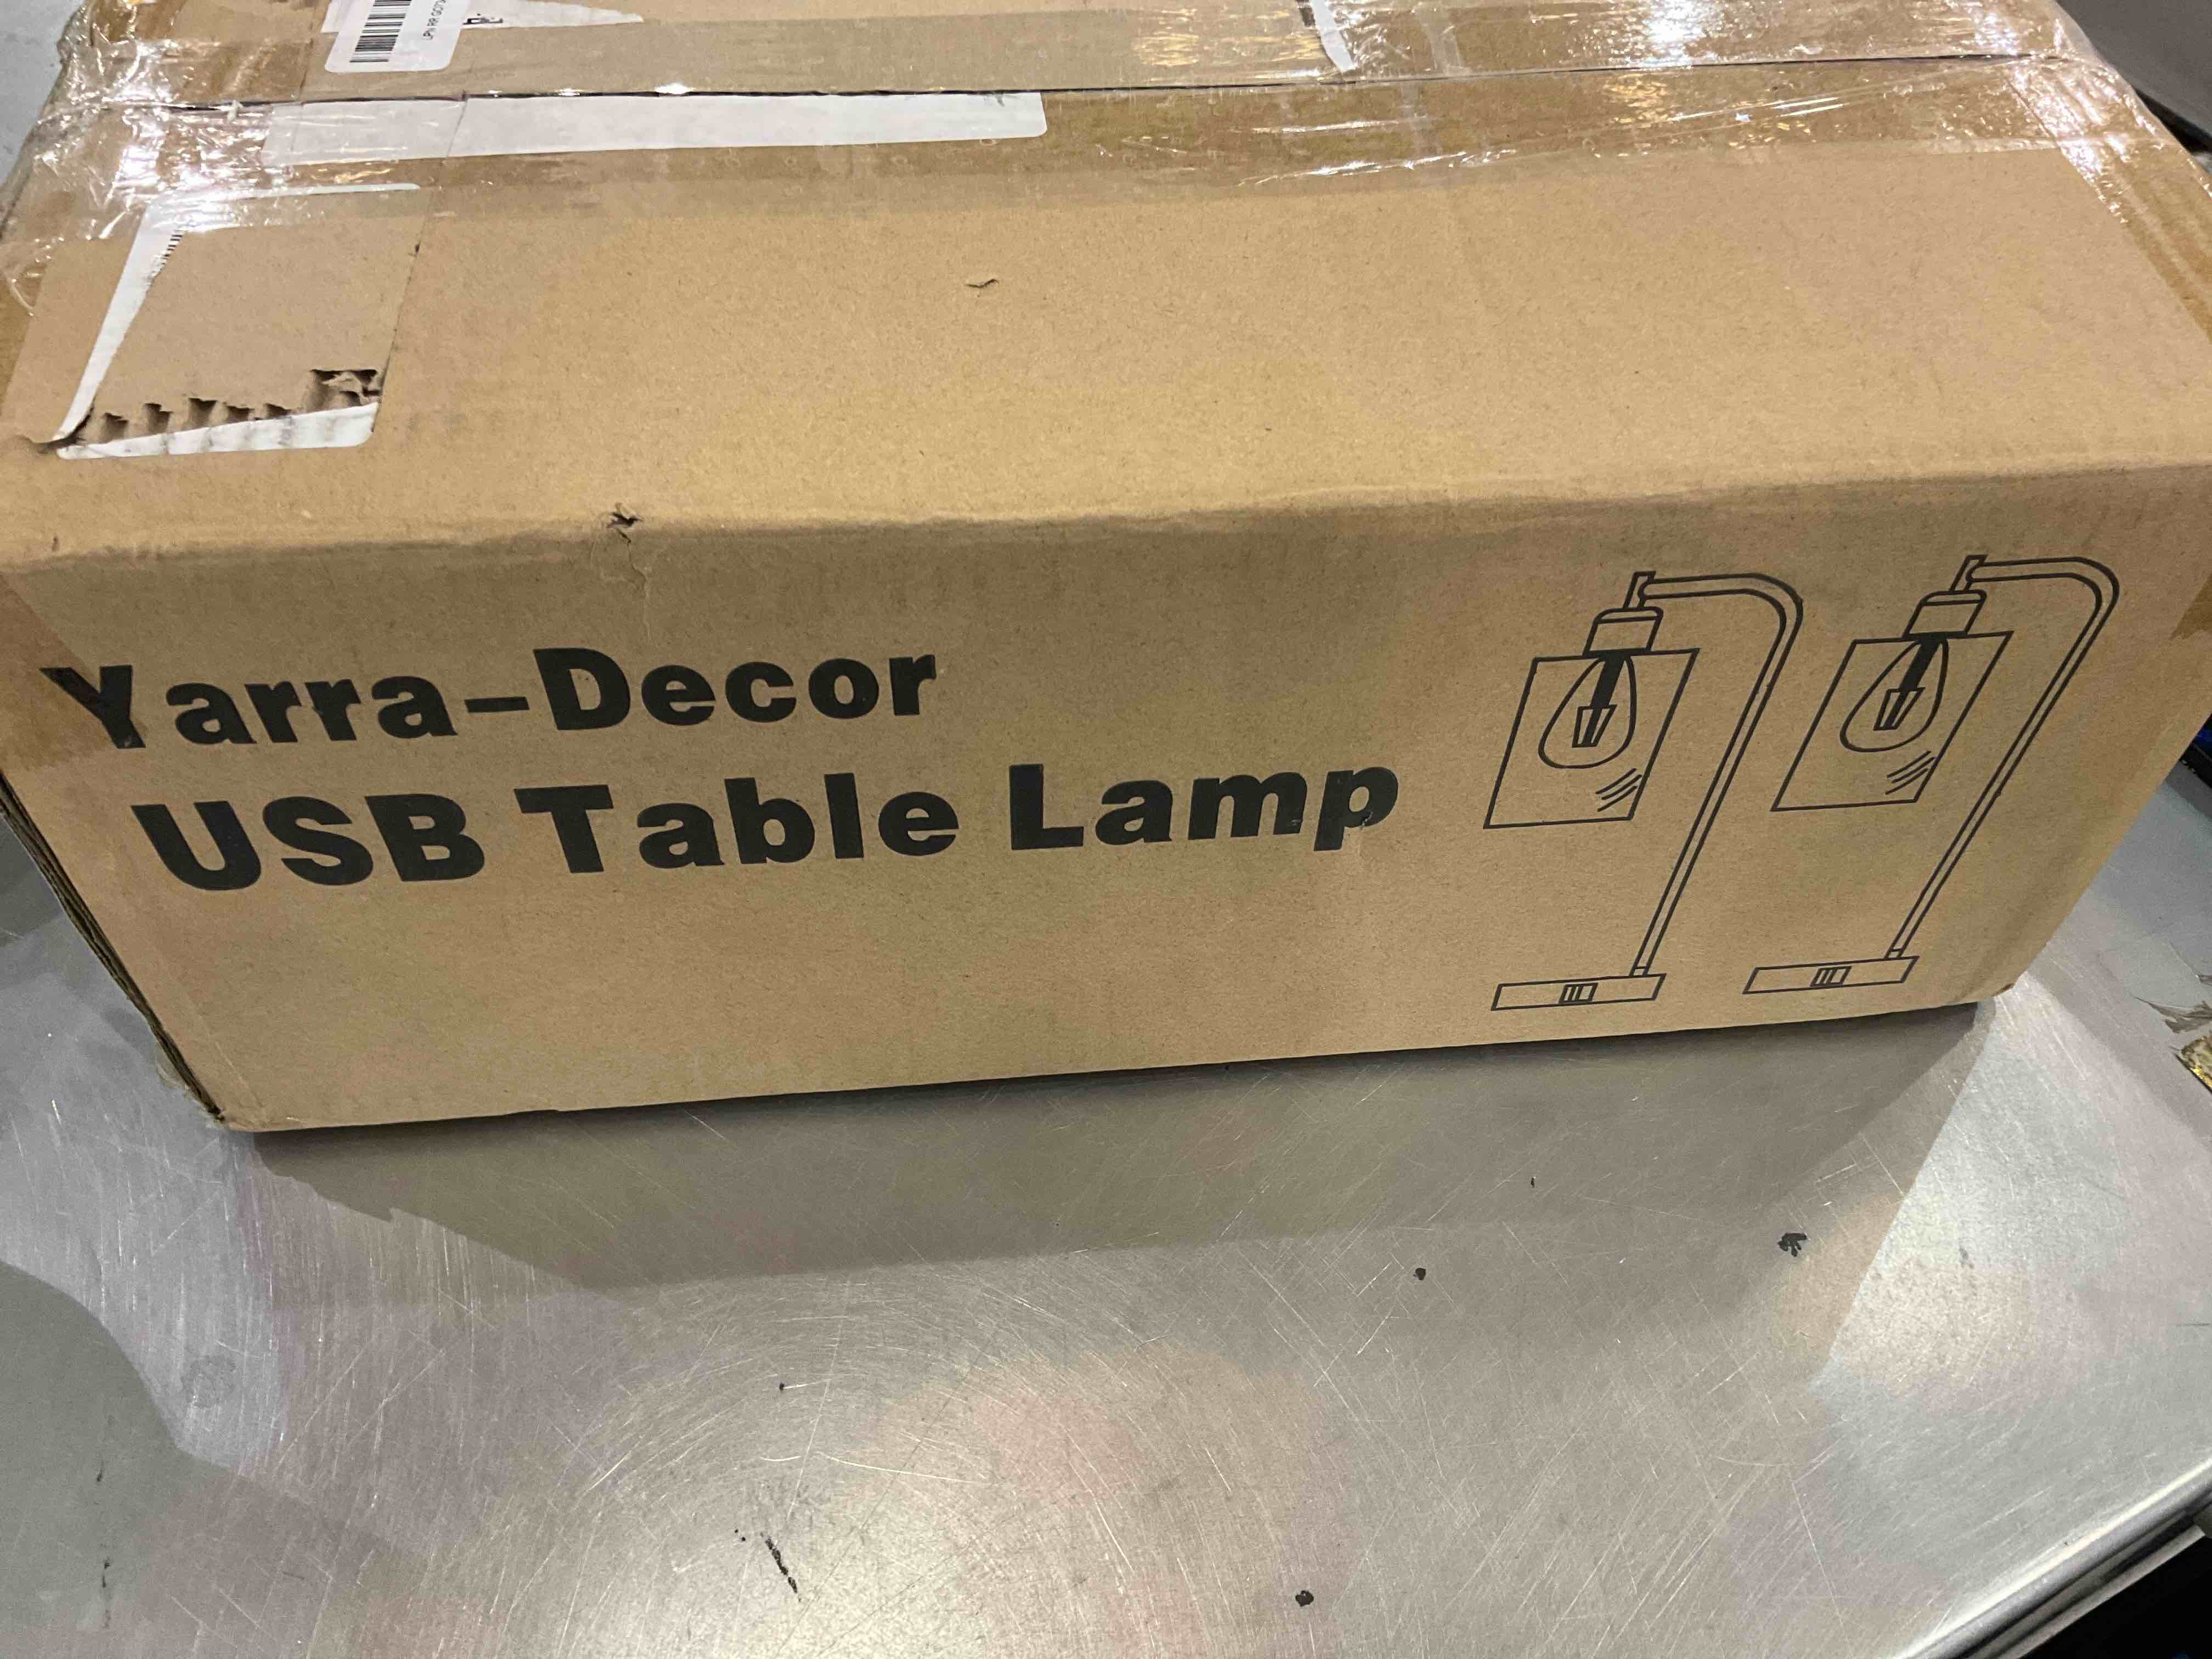 Yarra-Decor
USB Table Lamp